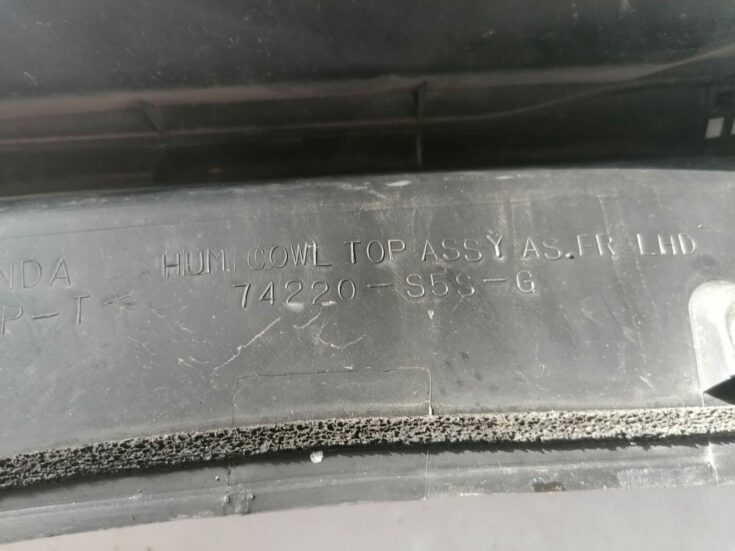 NDA HUM. COWL TOP ASSY AS.FR LHD
P-T 74220-S5S-G